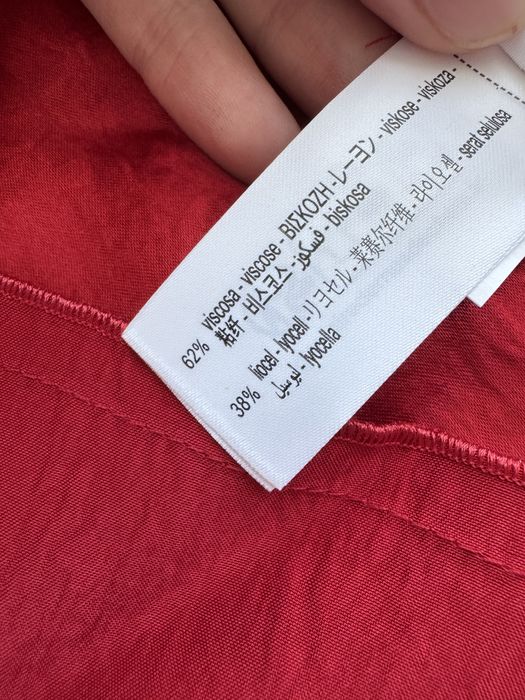 62% viscosa - viscose - ΒΙΣΚΟΖΗ - レーヨン - viskose - viskoza -
粘纤 - 비스코스 - فسكوز - biskosa
38% liocel - lyocell - リヨセル - 莱赛尔纤维 - 라이오셀 - serat selulosa
ليوسيل - lyocella